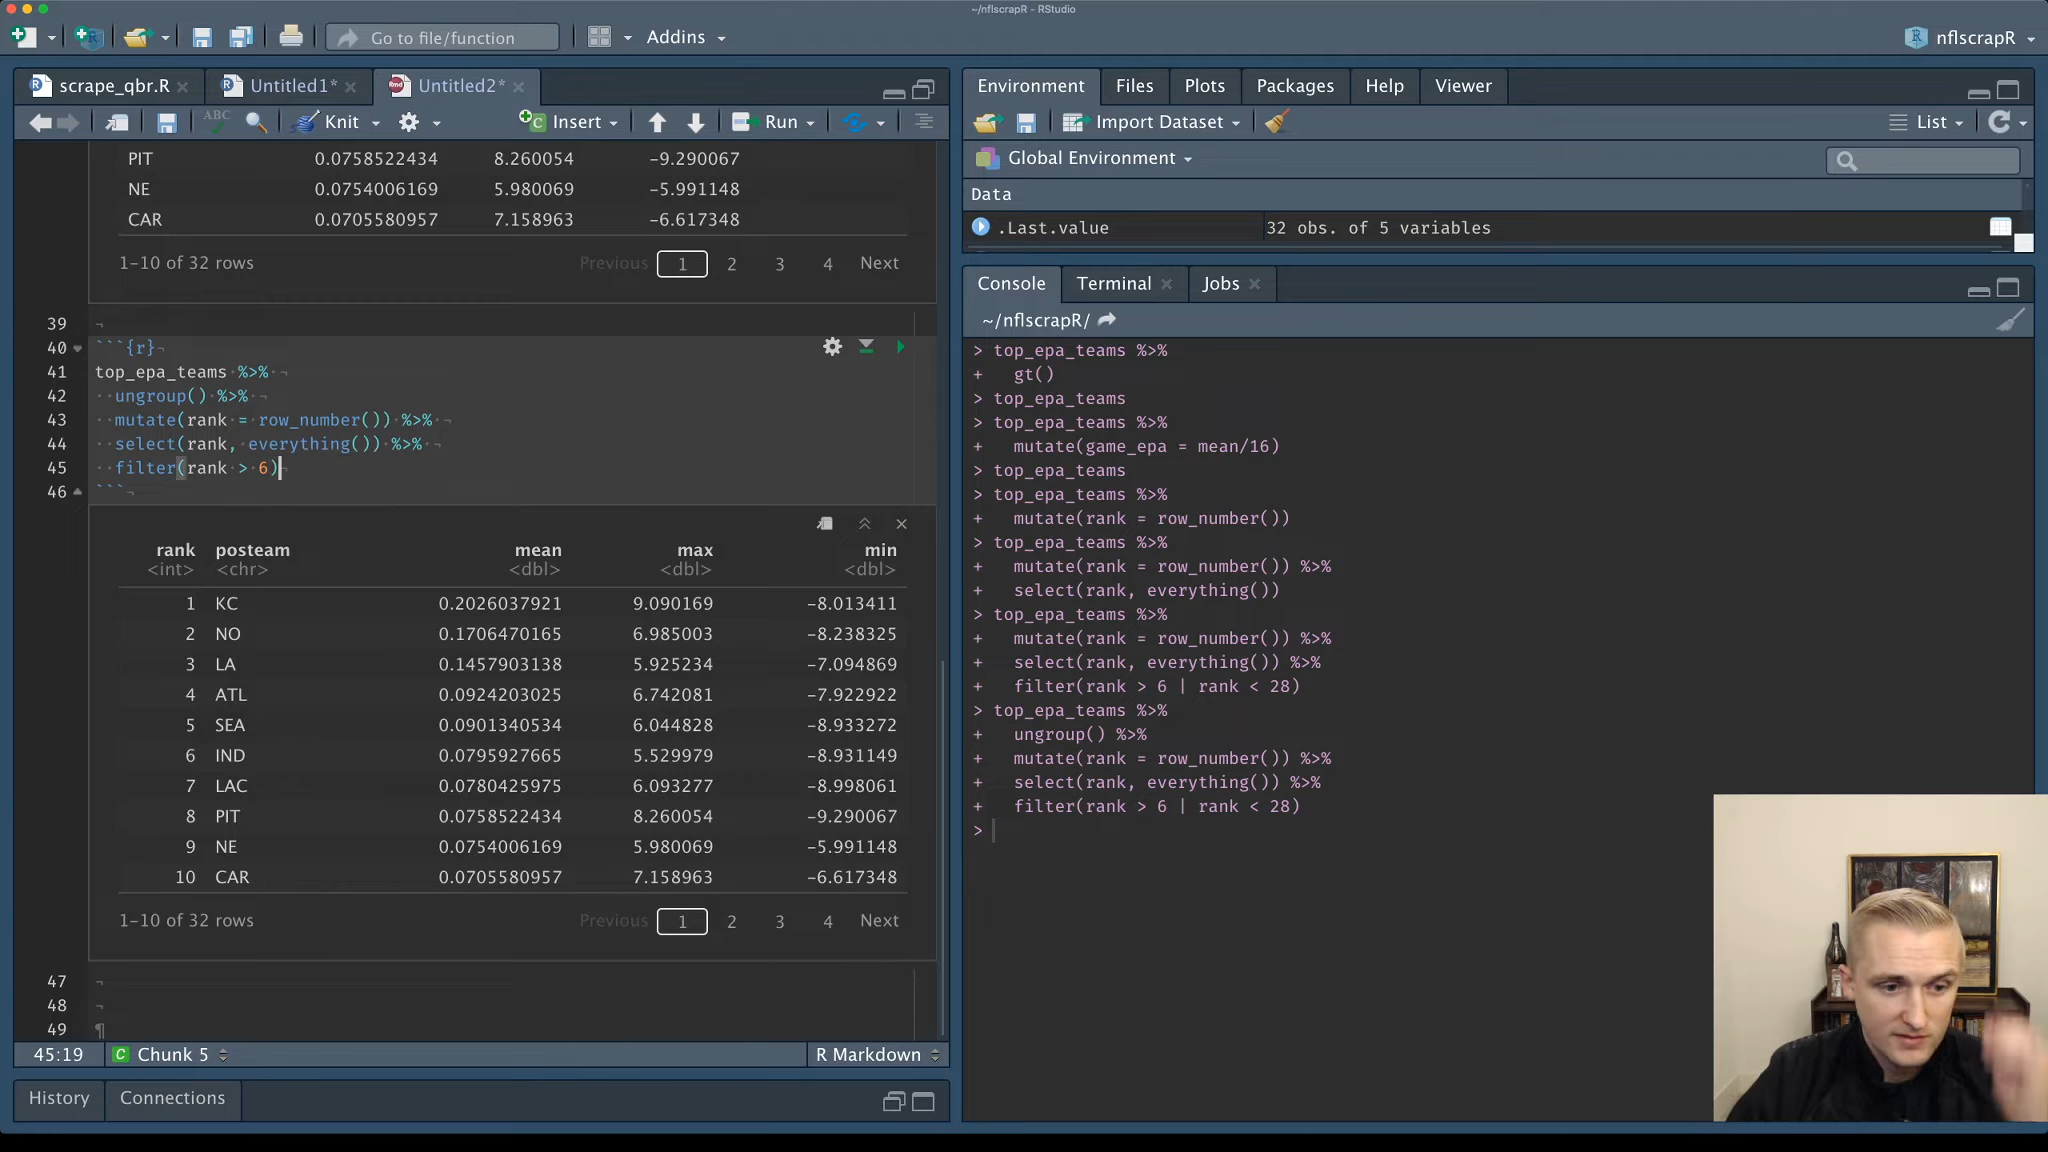 ~/nflscrapR - RStudio
Go to file/function
Addins
nflscrapR
scrape_qbr.R
Untitled1*
Untitled2*
ABC
Knit
Insert
Run
PIT 0.0758522434 8.260054 -9.290067
NE 0.0754006169 5.980069 -5.991148
CAR 0.0705580957 7.158963 -6.617348
1-10 of 32 rows Previous 1 2 3 4 Next
39
40 ```{r}
41 top_epa_teams %>%
42 ungroup() %>%
43 mutate(rank = row_number()) %>%
44 select(rank, everything()) %>%
45 filter(rank > 6)
46 ```
rank posteam mean max min
<int> <chr> <dbl> <dbl> <dbl>
1 KC 0.2026037921 9.090169 -8.013411
2 NO 0.1706470165 6.985003 -8.238325
3 LA 0.1457903138 5.925234 -7.094869
4 ATL 0.0924203025 6.742081 -7.922922
5 SEA 0.0901340534 6.044828 -8.933272
6 IND 0.0795927665 5.529979 -8.931149
7 LAC 0.0780425975 6.093277 -8.998061
8 PIT 0.0758522434 8.260054 -9.290067
9 NE 0.0754006169 5.980069 -5.991148
10 CAR 0.0705580957 7.158963 -6.617348
1-10 of 32 rows Previous 1 2 3 4 Next
47
48
49
45:19 C Chunk 5 R Markdown
History Connections
Environment Files Plots Packages Help Viewer
Import Dataset List
Global Environment
Data
.Last.value 32 obs. of 5 variables
Console Terminal Jobs
~/nflscrapR/
> top_epa_teams %>%
+ gt()
> top_epa_teams
> top_epa_teams %>%
+ mutate(game_epa = mean/16)
> top_epa_teams
> top_epa_teams %>%
+ mutate(rank = row_number())
> top_epa_teams %>%
+ mutate(rank = row_number()) %>%
+ select(rank, everything())
> top_epa_teams %>%
+ mutate(rank = row_number()) %>%
+ select(rank, everything()) %>%
+ filter(rank > 6 | rank < 28)
> top_epa_teams %>%
+ ungroup() %>%
+ mutate(rank = row_number()) %>%
+ select(rank, everything()) %>%
+ filter(rank > 6 | rank < 28)
>